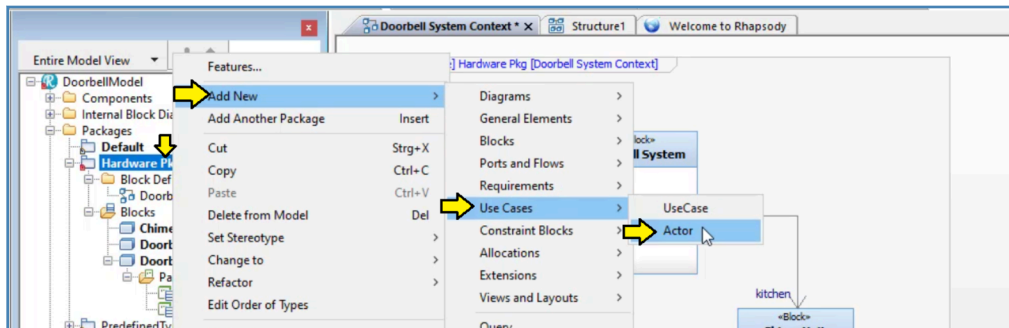 Doorbell System Context * X
Structure1
Welcome to Rhapsody
Entire Model View
DoorbellModel
Components
Internal Block Dia
Packages
Default
Hardware Pk
Block Def
Doorb
Blocks
Chime
Doorb
Doorb
Pa
PredefinedTy
Features...
Add New
Add Another Package Insert
Cut Strg+X
Copy Ctrl+C
Paste Ctrl+V
Delete from Model Del
Set Stereotype
Change to
Refactor
Edit Order of Types
Diagrams
General Elements
Blocks
Ports and Flows
Requirements
Use Cases
Constraint Blocks
Allocations
Extensions
Views and Layouts
Query
UseCase
Actor
] Hardware Pkg [Doorbell System Context]
lock»
ll System
kitchen
«Block»